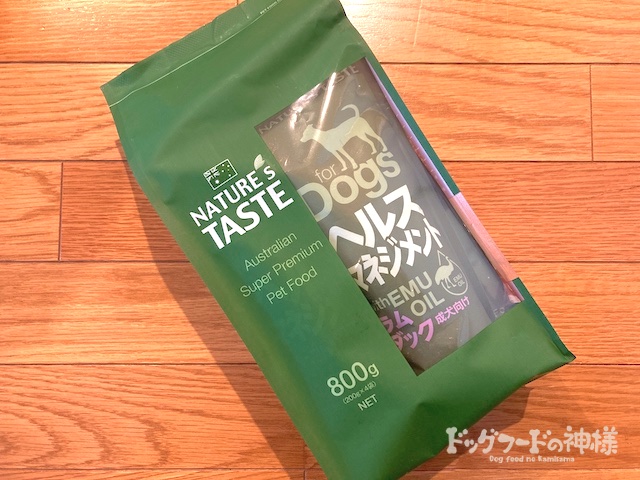 NATURE's
TASTE
Australian
Super Premium
Pet Food
800g
(200g×4袋)
NET
NATURE'S TASTE
for
Dogs
ヘルス
マネジメント
with EMU
OIL
ラム
ダック
成犬向け
ドッグフードの神様
Dog food no Kamisama